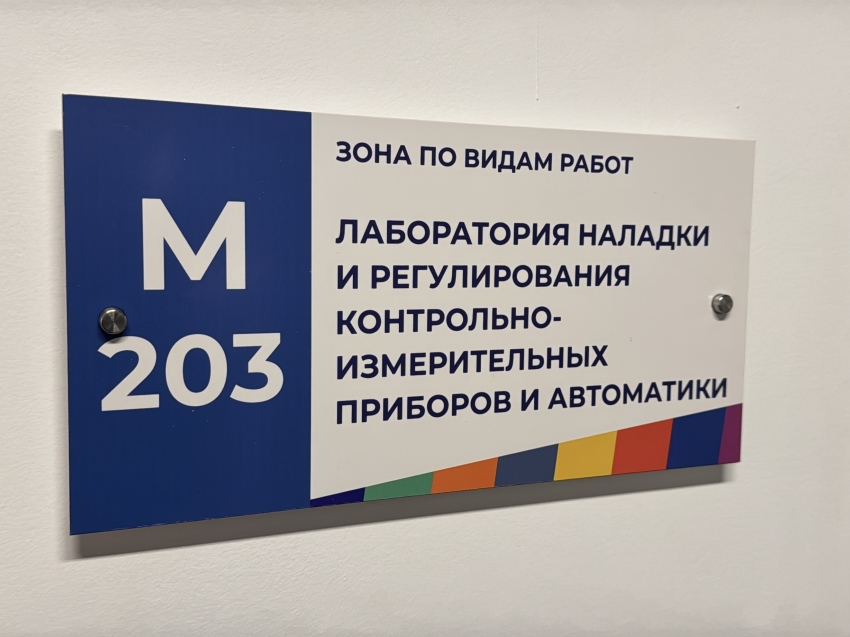 М
203
ЗОНА ПО ВИДАМ РАБОТ
ЛАБОРАТОРИЯ НАЛАДКИ
И РЕГУЛИРОВАНИЯ
КОНТРОЛЬНО-
ИЗМЕРИТЕЛЬНЫХ
ПРИБОРОВ И АВТОМАТИКИ